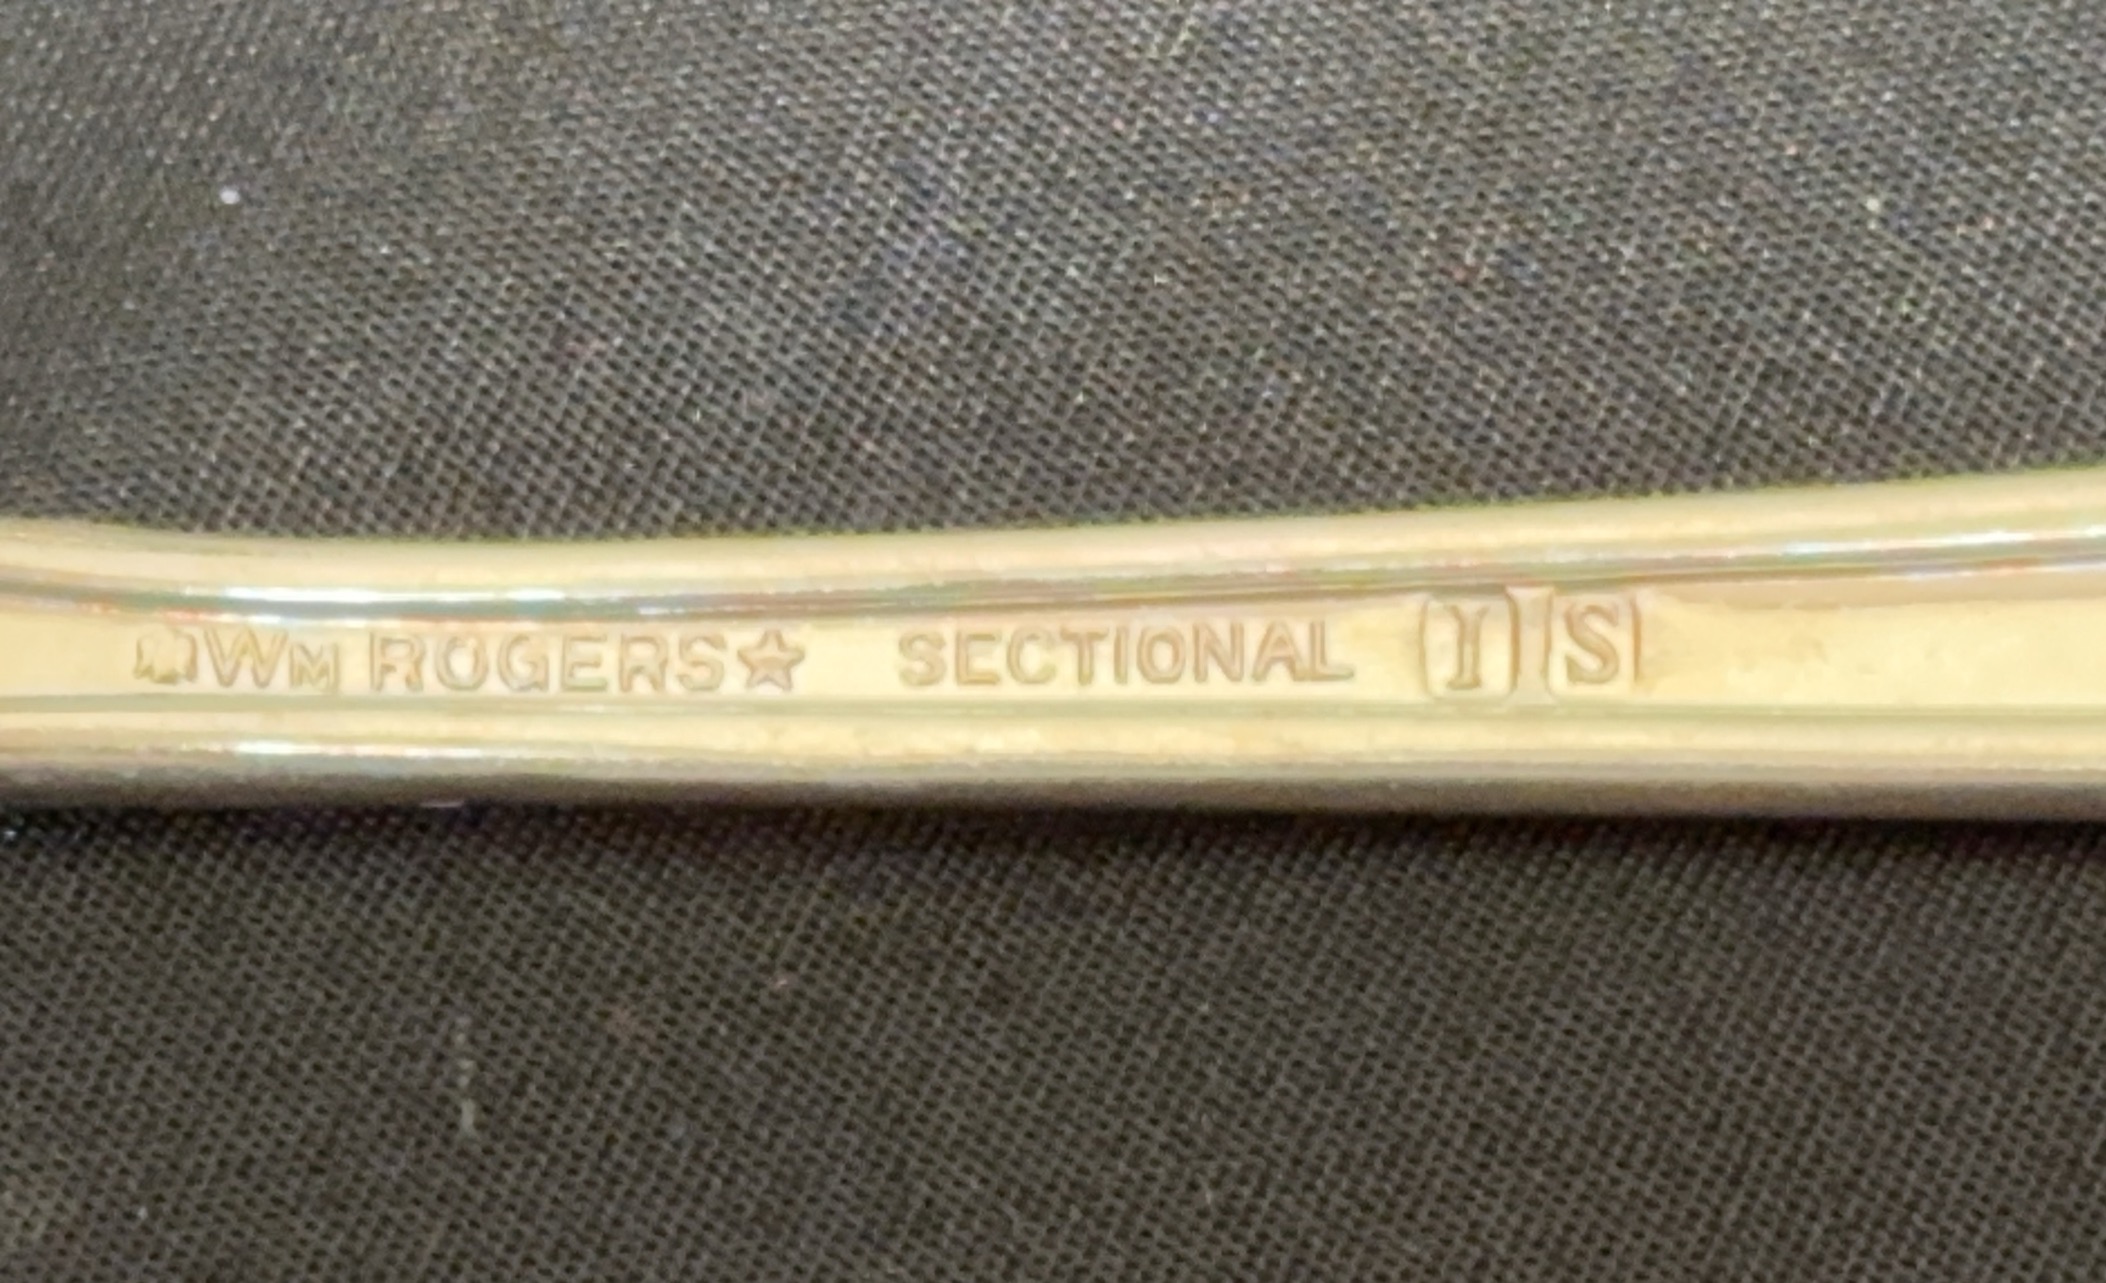 WM ROGERS★ SECTIONAL I S